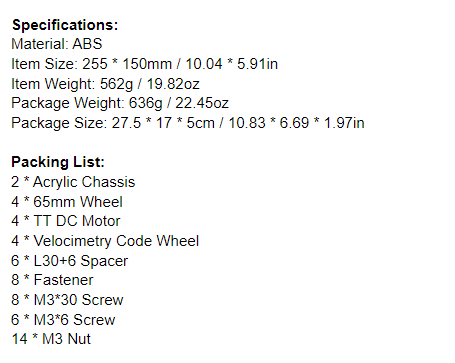 Specifications:
Material: ABS
Item Size: 255 * 150mm / 10.04 * 5.91in
Item Weight: 562g / 19.82oz
Package Weight: 636g / 22.45oz
Package Size: 27.5 * 17 * 5cm / 10.83 * 6.69 * 1.97in
Packing List:
2 * Acrylic Chassis
4 * 65mm Wheel
4 * TT DC Motor
4 * Velocimetry Code Wheel
6 * L30+6 Spacer
8 * Fastener
8 * M3*30 Screw
6 * M3*6 Screw
14 * M3 Nut